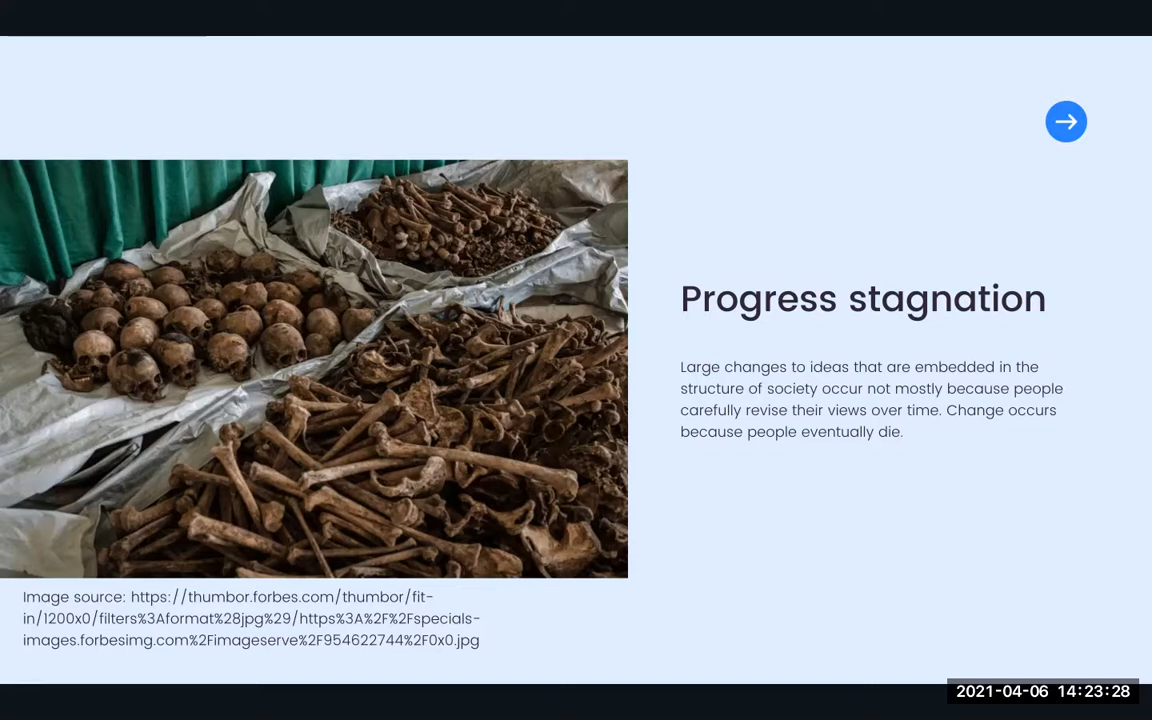 Progress stagnation
Large changes to ideas that are embedded in the
structure of society occur not mostly because people
carefully revise their views over time. Change occurs
because people eventually die.
Image source: https://thumbor.forbes.com/thumbor/fit-
in/1200x0/filters%3Aformat%28jpg%29/https%3A%2F%2Fspecials-
images.forbesimg.com%2Fimageserve%2F954622744%2F0x0.jpg
2021-04-06 14:23:28